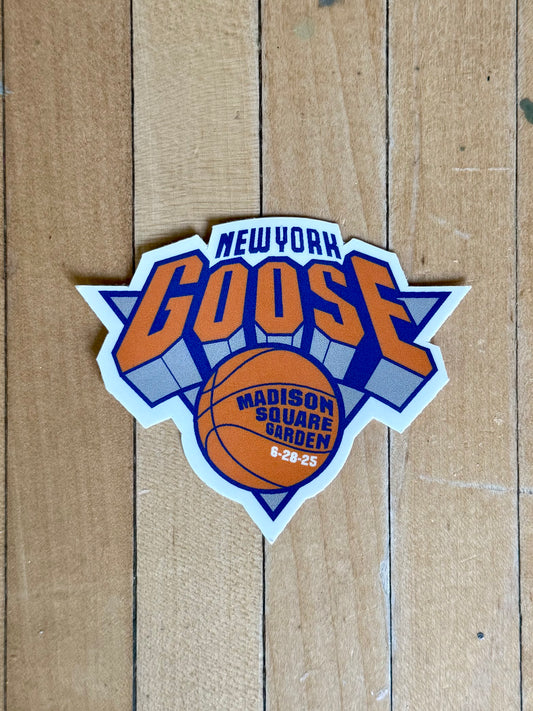 NEW YORK
GOOSE
MADISON
SQUARE
GARDEN
6-28-25